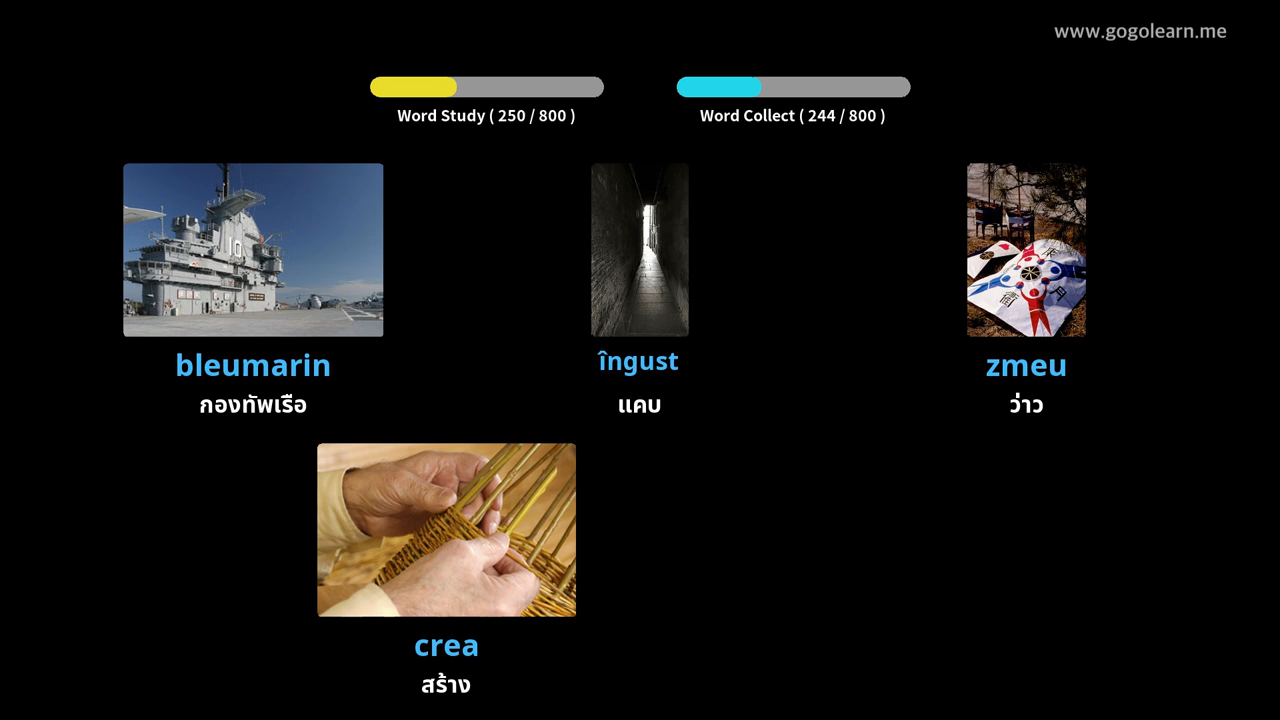 www.gogolearn.me
Word Study ( 250 / 800 )
Word Collect ( 244 / 800 )
10
bleumarin
กองทัพเรือ
îngust
แคบ
zmeu
ว่าว
crea
สร้าง